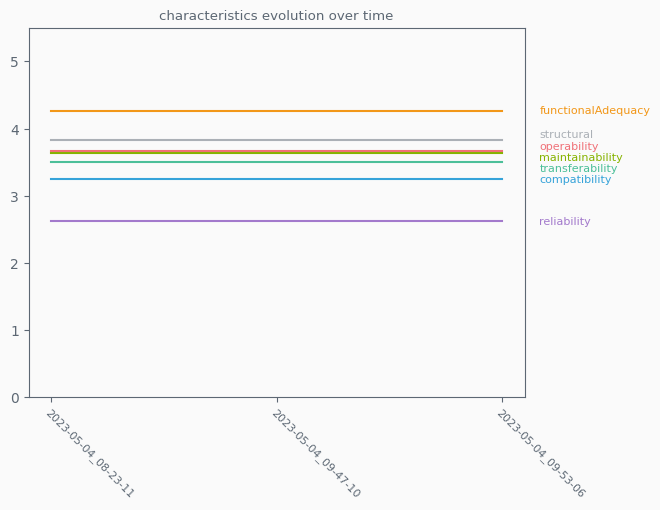 characteristics evolution over time
5
4
3
2
1
0
functionalAdequacy
structural
operability
maintainability
transferability
compatibility
reliability
2023-05-04_08-23-11
2023-05-04_09-47-10
2023-05-04_09-53-06